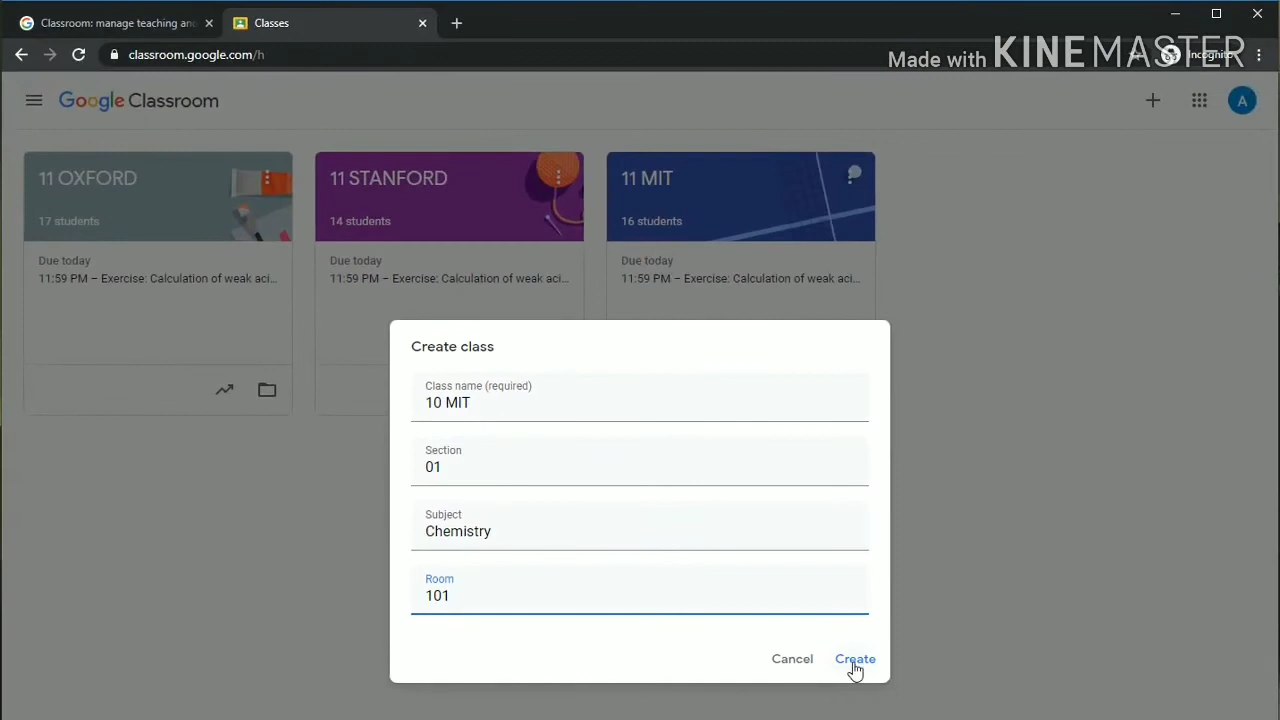 Classroom: manage teaching and
Classes
classroom.google.com/h
Incognito
Made with KINEMASTER
Google Classroom
A
11 OXFORD
17 students
11 STANFORD
14 students
11 MIT
16 students
Due today
11:59 PM – Exercise: Calculation of weak aci...
Due today
11:59 PM – Exercise: Calculation of weak aci...
Due today
11:59 PM – Exercise: Calculation of weak aci...
Create class
Class name (required)
10 MIT
Section
01
Subject
Chemistry
Room
101
Cancel
Create